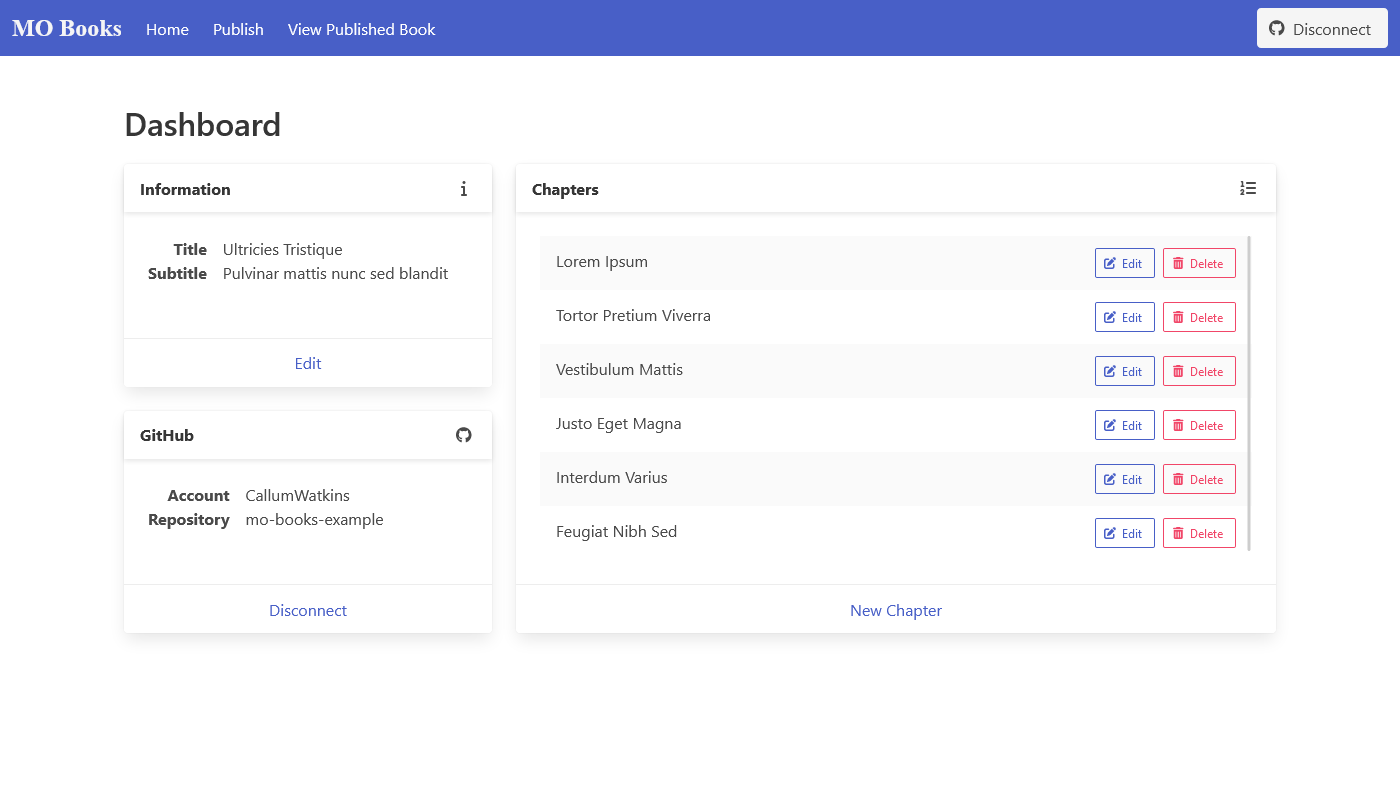 MO Books Home Publish View Published Book Disconnect
Dashboard
Information
Title Ultricies Tristique
Subtitle Pulvinar mattis nunc sed blandit
Edit
GitHub
Account CallumWatkins
Repository mo-books-example
Disconnect
Chapters
Lorem Ipsum Edit Delete
Tortor Pretium Viverra Edit Delete
Vestibulum Mattis Edit Delete
Justo Eget Magna Edit Delete
Interdum Varius Edit Delete
Feugiat Nibh Sed Edit Delete
New Chapter